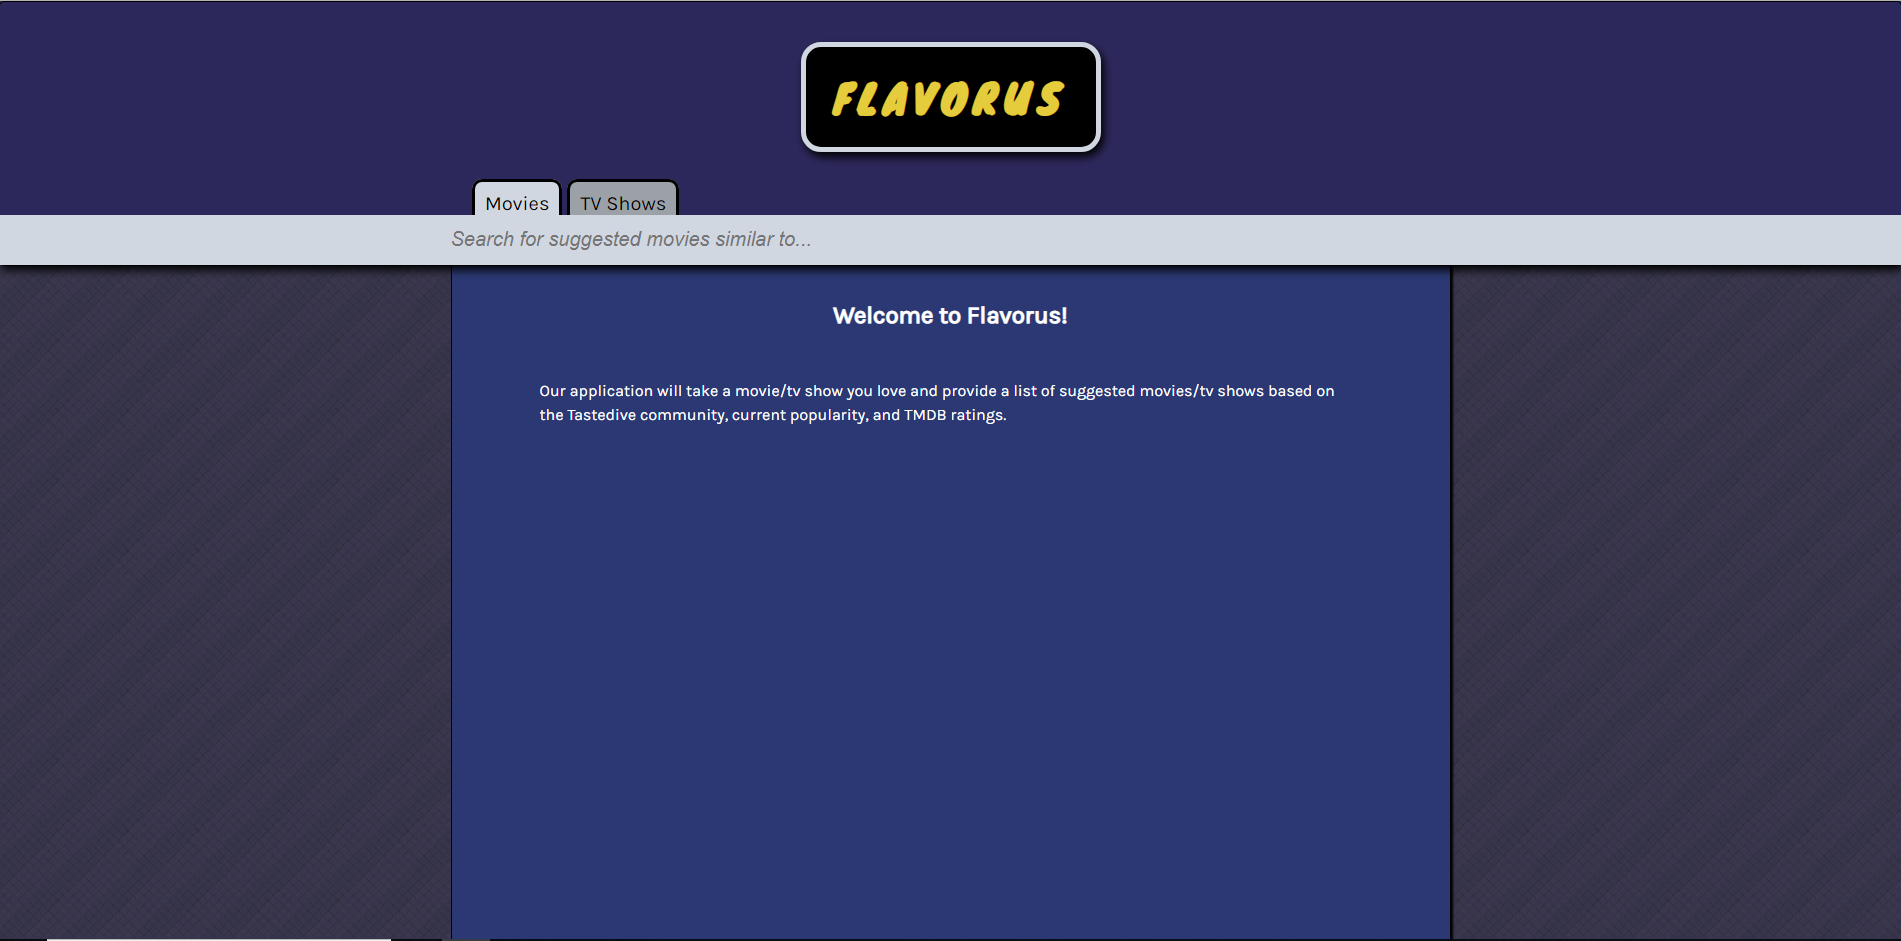 FLAVORUS
Movies TV Shows
Search for suggested movies similar to...
Welcome to Flavorus!
Our application will take a movie/tv show you love and provide a list of suggested movies/tv shows based on
the Tastedive community, current popularity, and TMDB ratings.